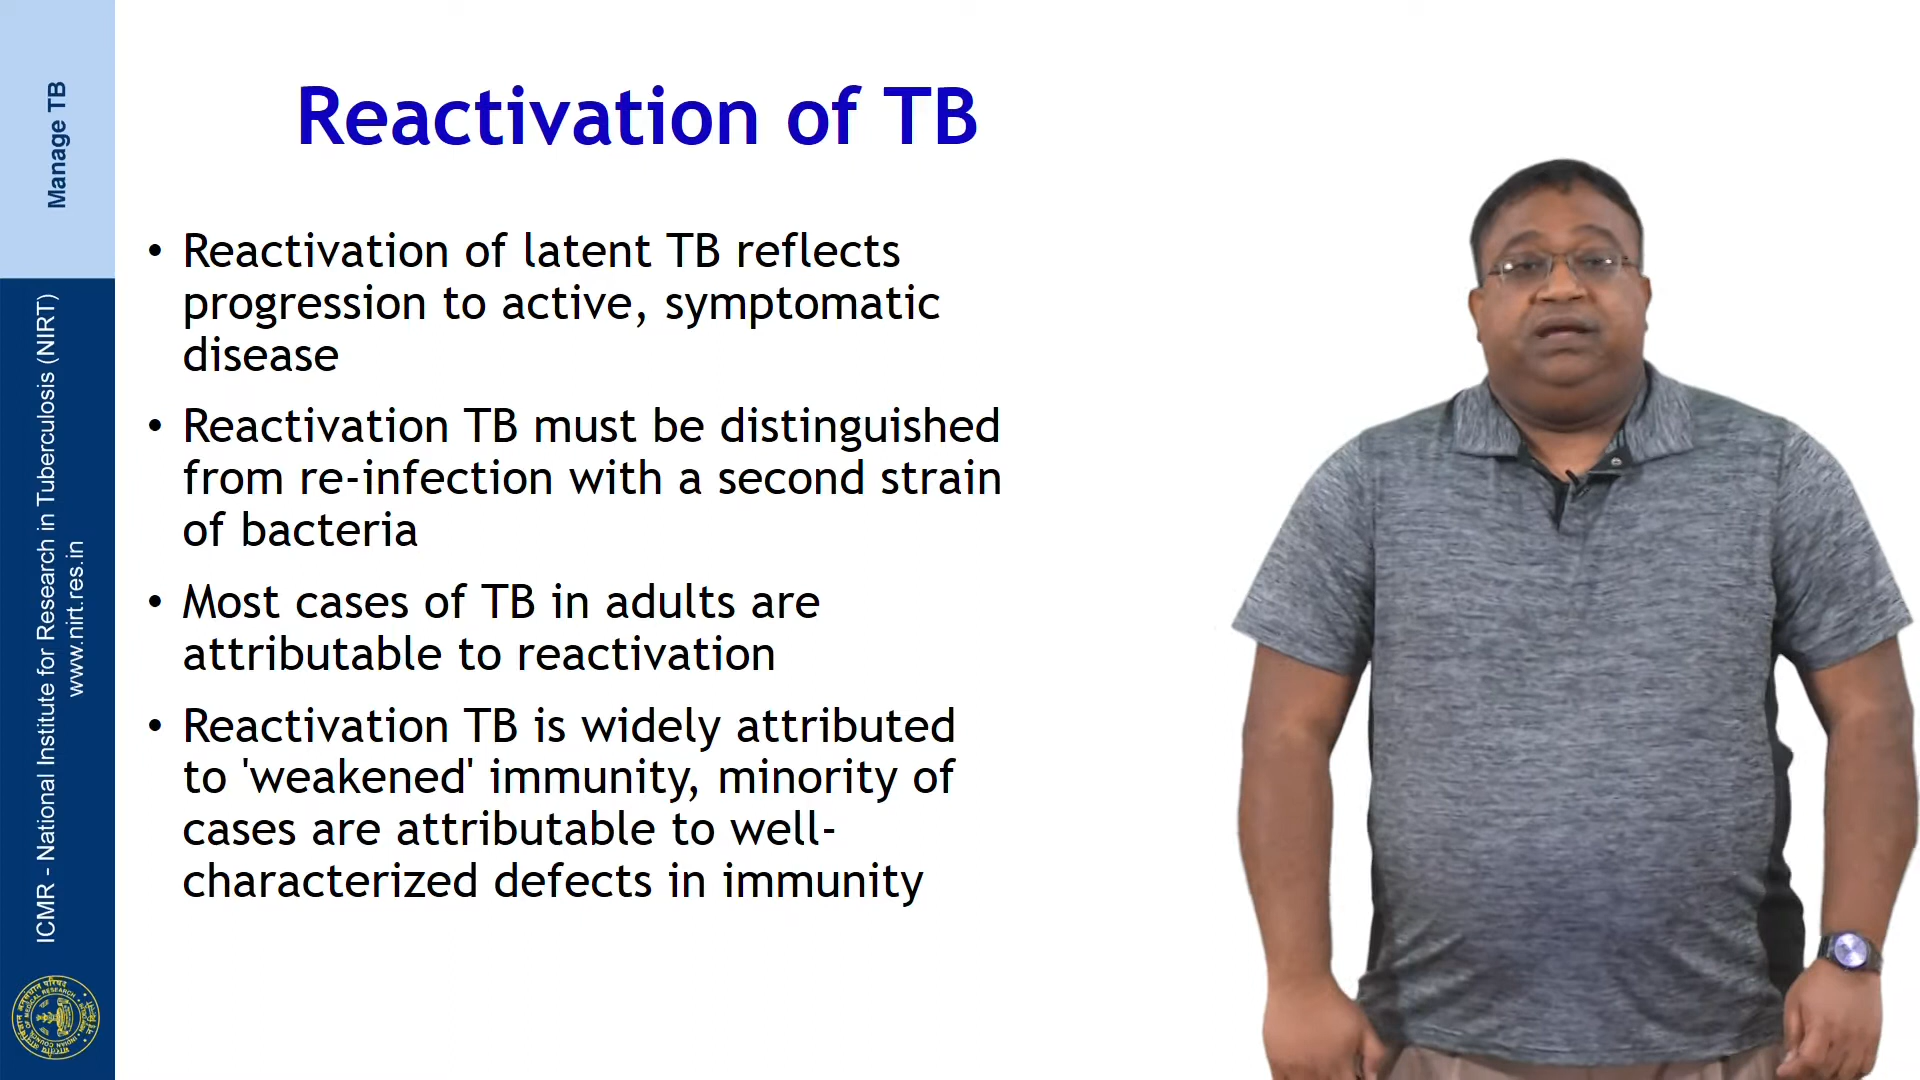 Manage TB
ICMR - National Institute for Research in Tuberculosis (NIRT)
www.nirt.res.in
Reactivation of TB
• Reactivation of latent TB reflects
progression to active, symptomatic
disease
• Reactivation TB must be distinguished
from re-infection with a second strain
of bacteria
• Most cases of TB in adults are
attributable to reactivation
• Reactivation TB is widely attributed
to 'weakened' immunity, minority of
cases are attributable to well-
characterized defects in immunity